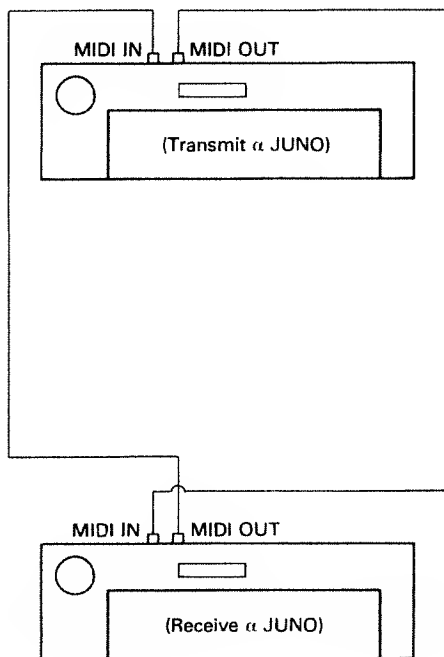 MIDI IN MIDI OUT
(Transmit α JUNO)
MIDI IN MIDI OUT
(Receive α JUNO)